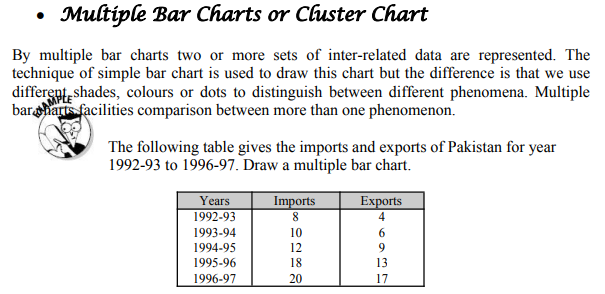 • Multiple Bar Charts or Cluster Chart
By multiple bar charts two or more sets of inter-related data are represented. The
technique of simple bar chart is used to draw this chart but the difference is that we use
different shades, colours or dots to distinguish between different phenomena. Multiple
bar charts facilities comparison between more than one phenomenon.
EXAMPLE
The following table gives the imports and exports of Pakistan for year
1992-93 to 1996-97. Draw a multiple bar chart.
Years Imports Exports
1992-93 8 4
1993-94 10 6
1994-95 12 9
1995-96 18 13
1996-97 20 17